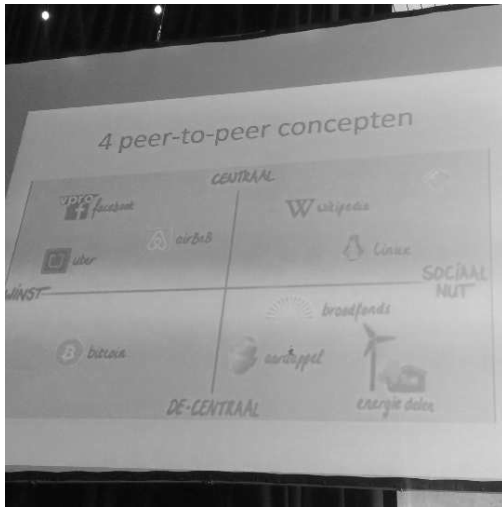 4 peer-to-peer concepten
CENTRAAL
vpro
facebook
W wikipedia
airBnB
Linux
uber
WINST
SOCIAAL
NUT
broodfonds
bitcoin
aardappel
energie delen
DE-CENTRAAL